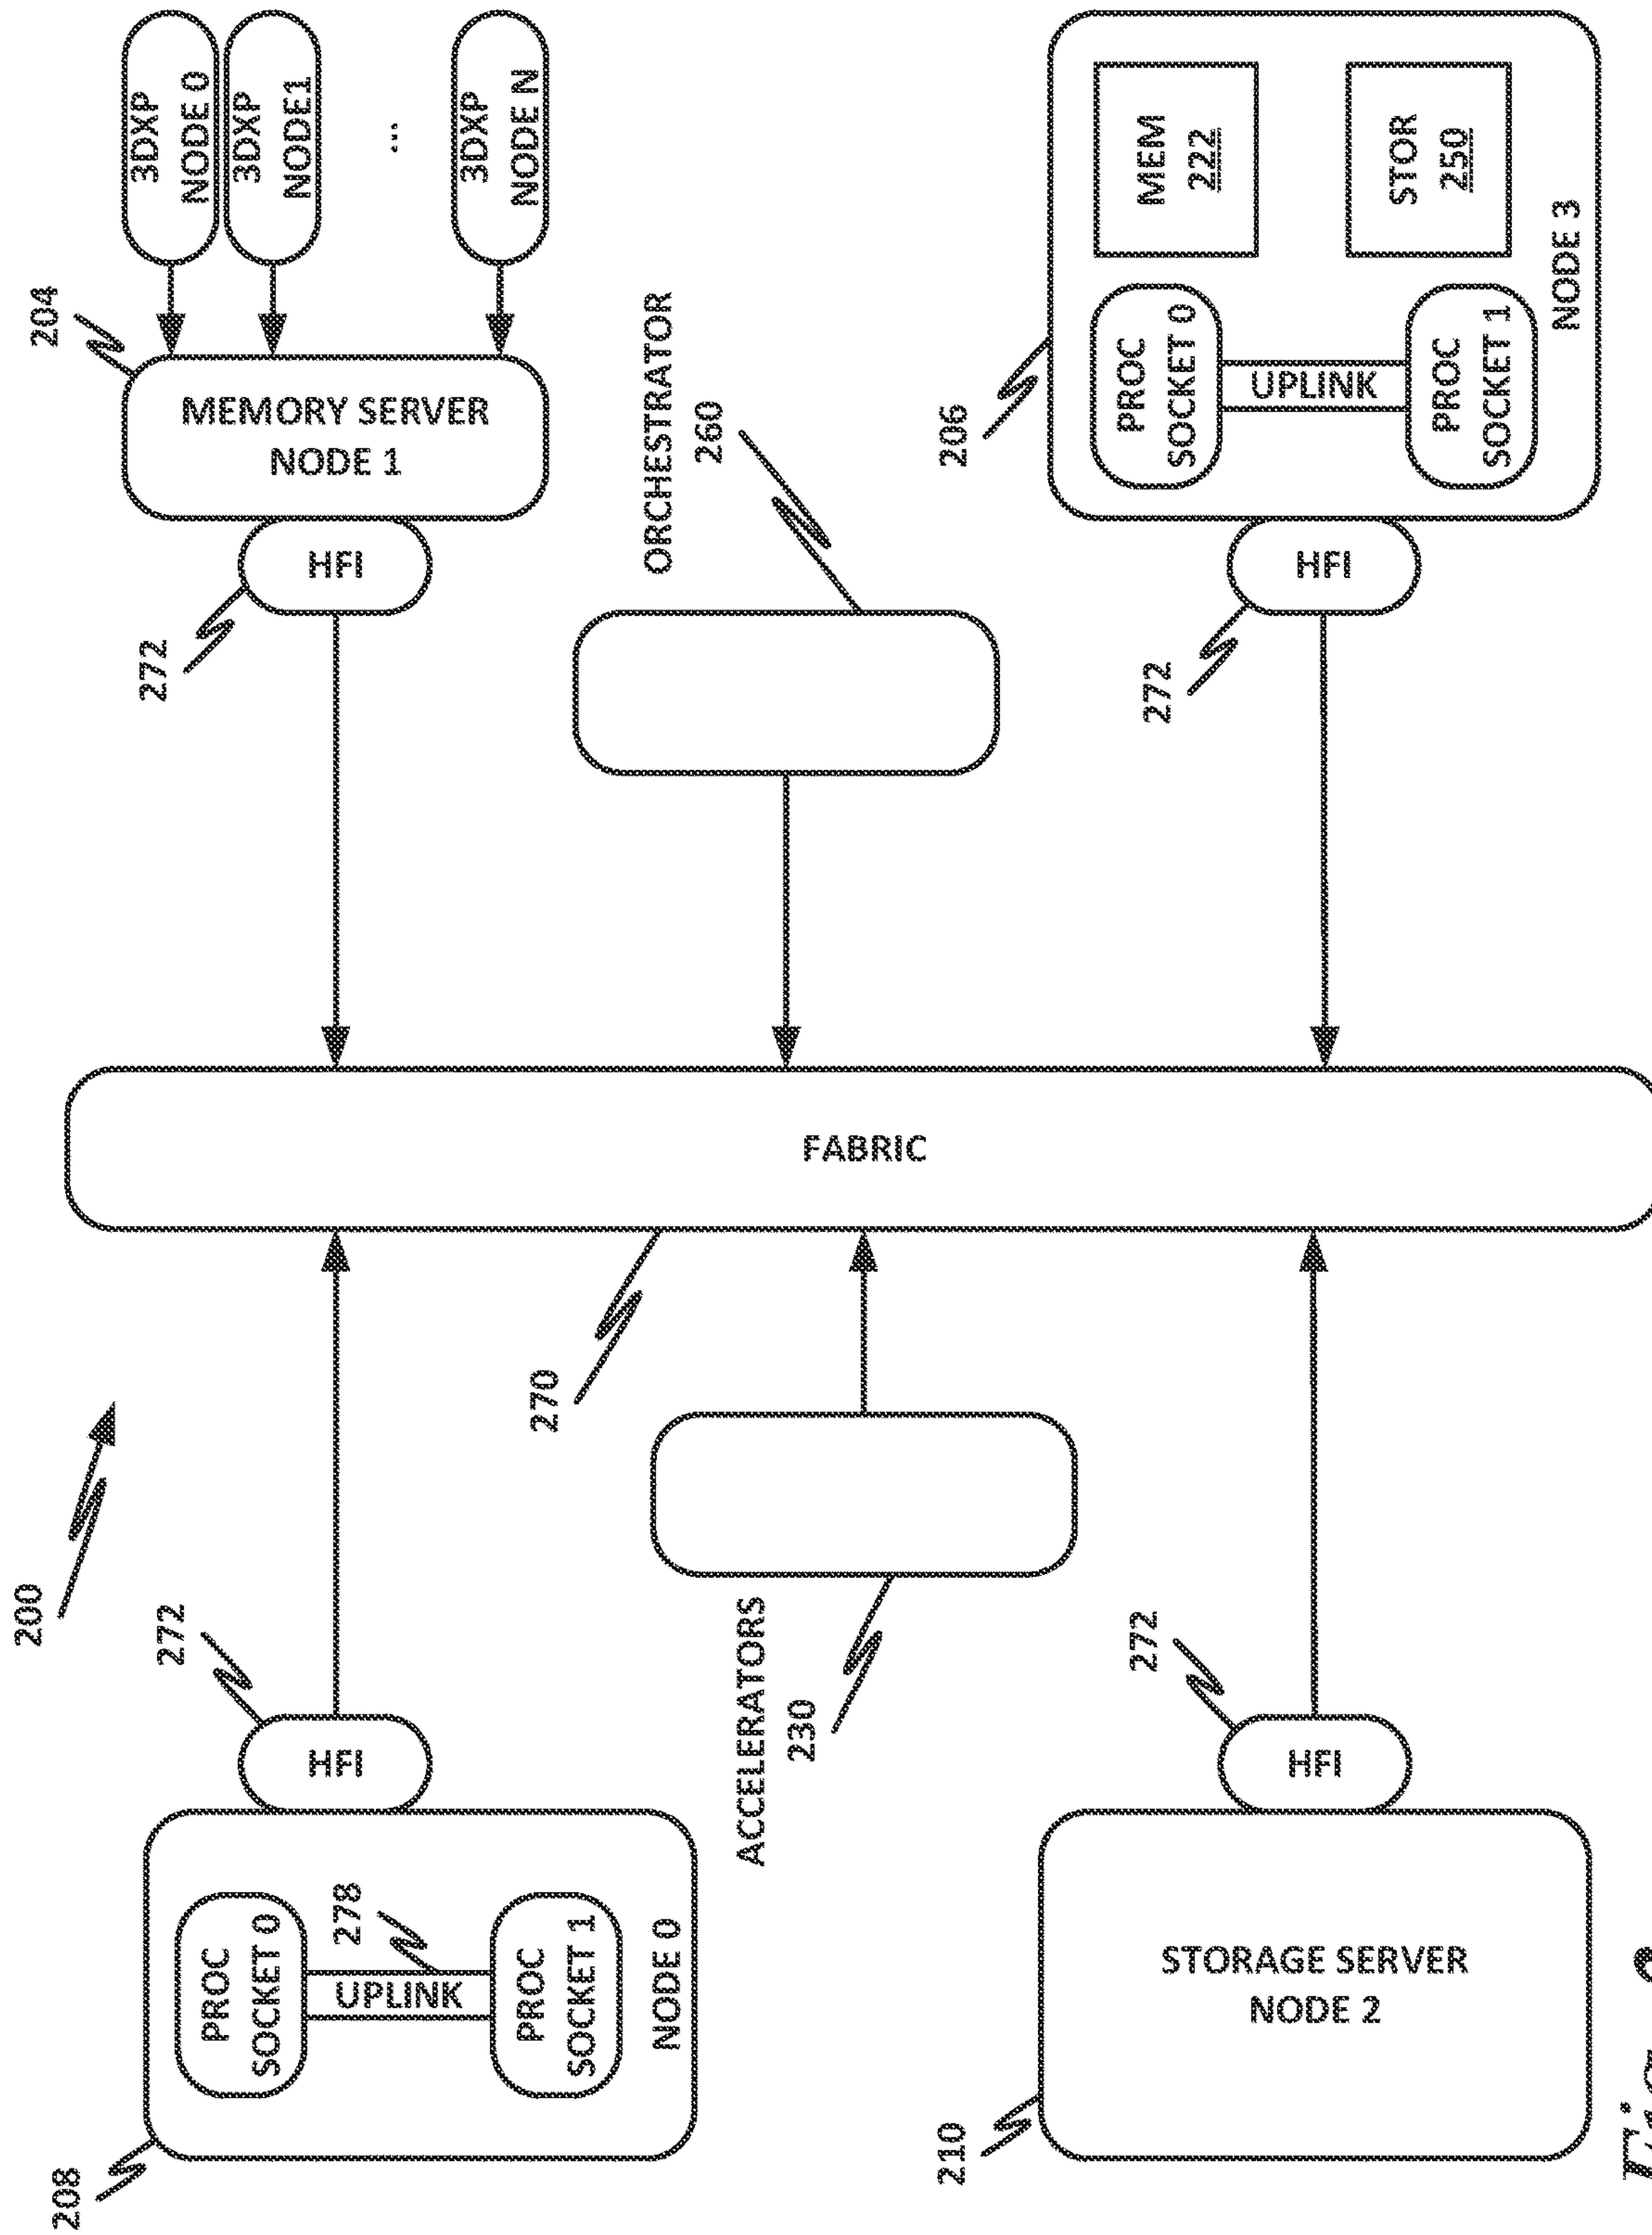 200
208
PROC
SOCKET 0
UPLINK
278
PROC
SOCKET 1
NODE 0
HFI
272
MEMORY SERVER
NODE 1
204
HFI
272
3DXP
NODE 0
3DXP
NODE1
...
3DXP
NODE N
FABRIC
270
ACCELERATORS
230
ORCHESTRATOR
260
210
STORAGE SERVER
NODE 2
HFI
272
206
PROC
SOCKET 0
UPLINK
PROC
SOCKET 1
MEM
222
STOR
250
NODE 3
HFI
272